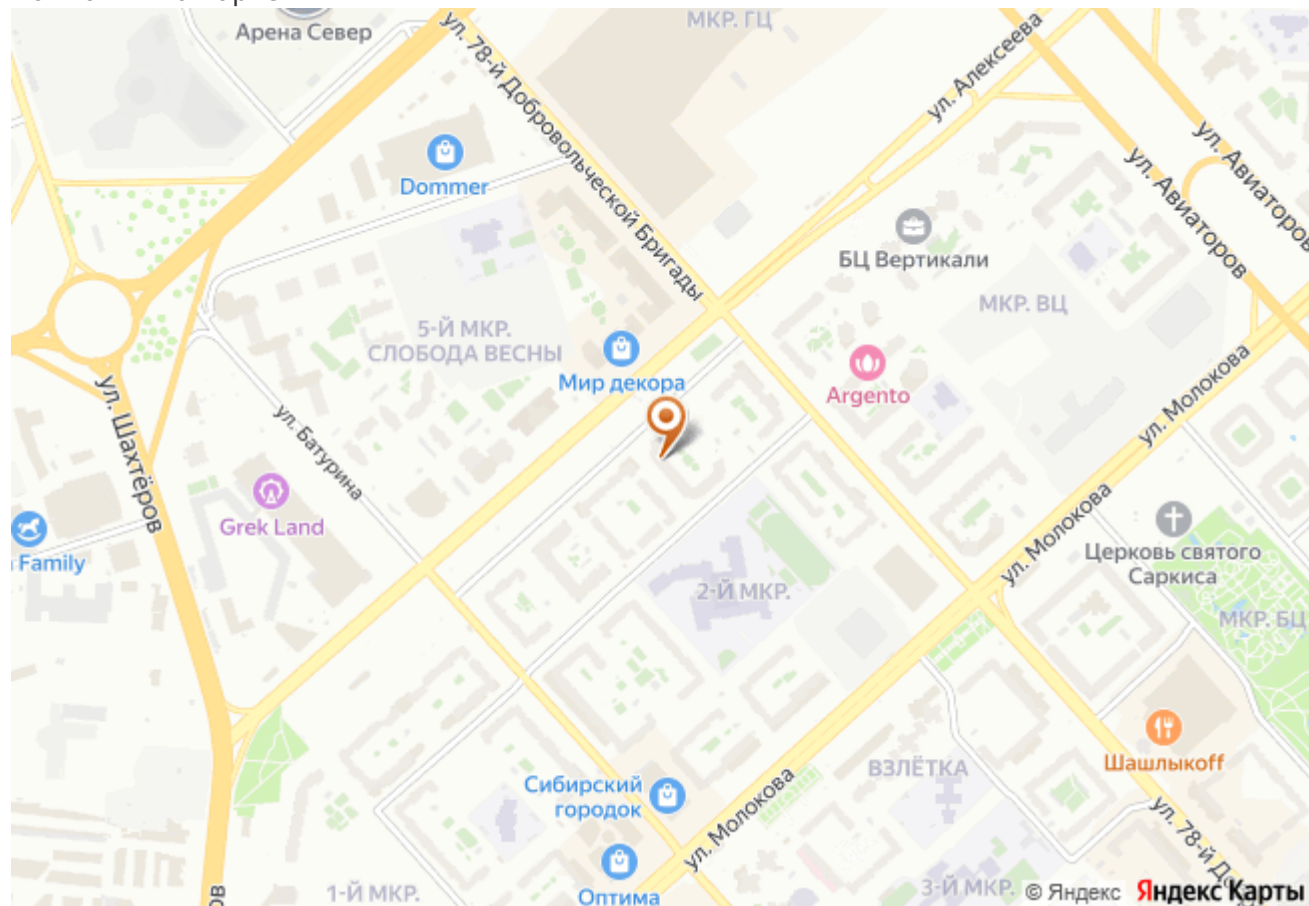 Арена Север
МКР. ГЦ
ул. 78-й Добровольческой Бригады
ул. Алексеева
ул. Авиаторов
ул. Авиаторов
Dommer
БЦ Вертикали
МКР. ВЦ
5-Й МКР.
СЛОБОДА ВЕСНЫ
Мир декора
Argento
ул. Шахтёров
ул. Батурина
ул. Молокова
Grek Land
Family
ул. Молокова
Церковь святого
Саркиса
2-Й МКР.
МКР. БЦ
Шашлыкоff
ВЗЛЁТКА
Сибирский
городок
ул. Молокова
ул. 78-й До
Оптима
1-Й МКР.
3-Й МКР.
ов
© Яндекс Яндекс Карты